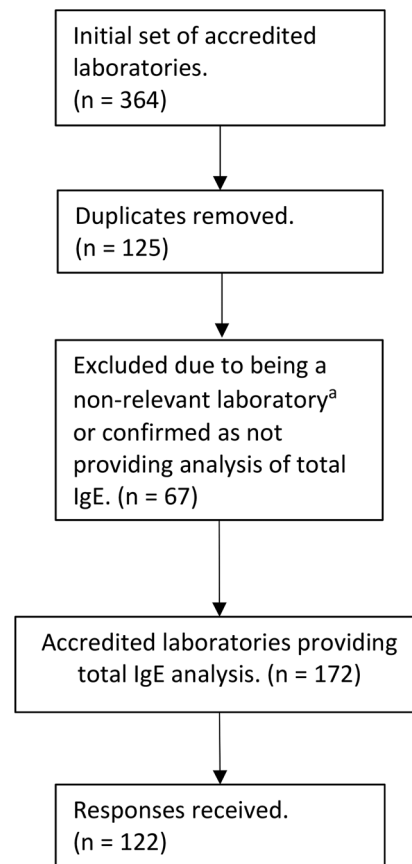 Initial set of accredited
laboratories.
(n = 364)
Duplicates removed.
(n = 125)
Excluded due to being a
non-relevant laboratoryᵃ
or confirmed as not
providing analysis of total
IgE. (n = 67)
Accredited laboratories providing
total IgE analysis. (n = 172)
Responses received.
(n = 122)